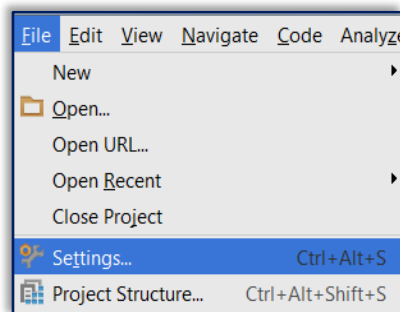 File Edit View Navigate Code Analyze
New
Open...
Open URL...
Open Recent
Close Project
Settings... Ctrl+Alt+S
Project Structure... Ctrl+Alt+Shift+S